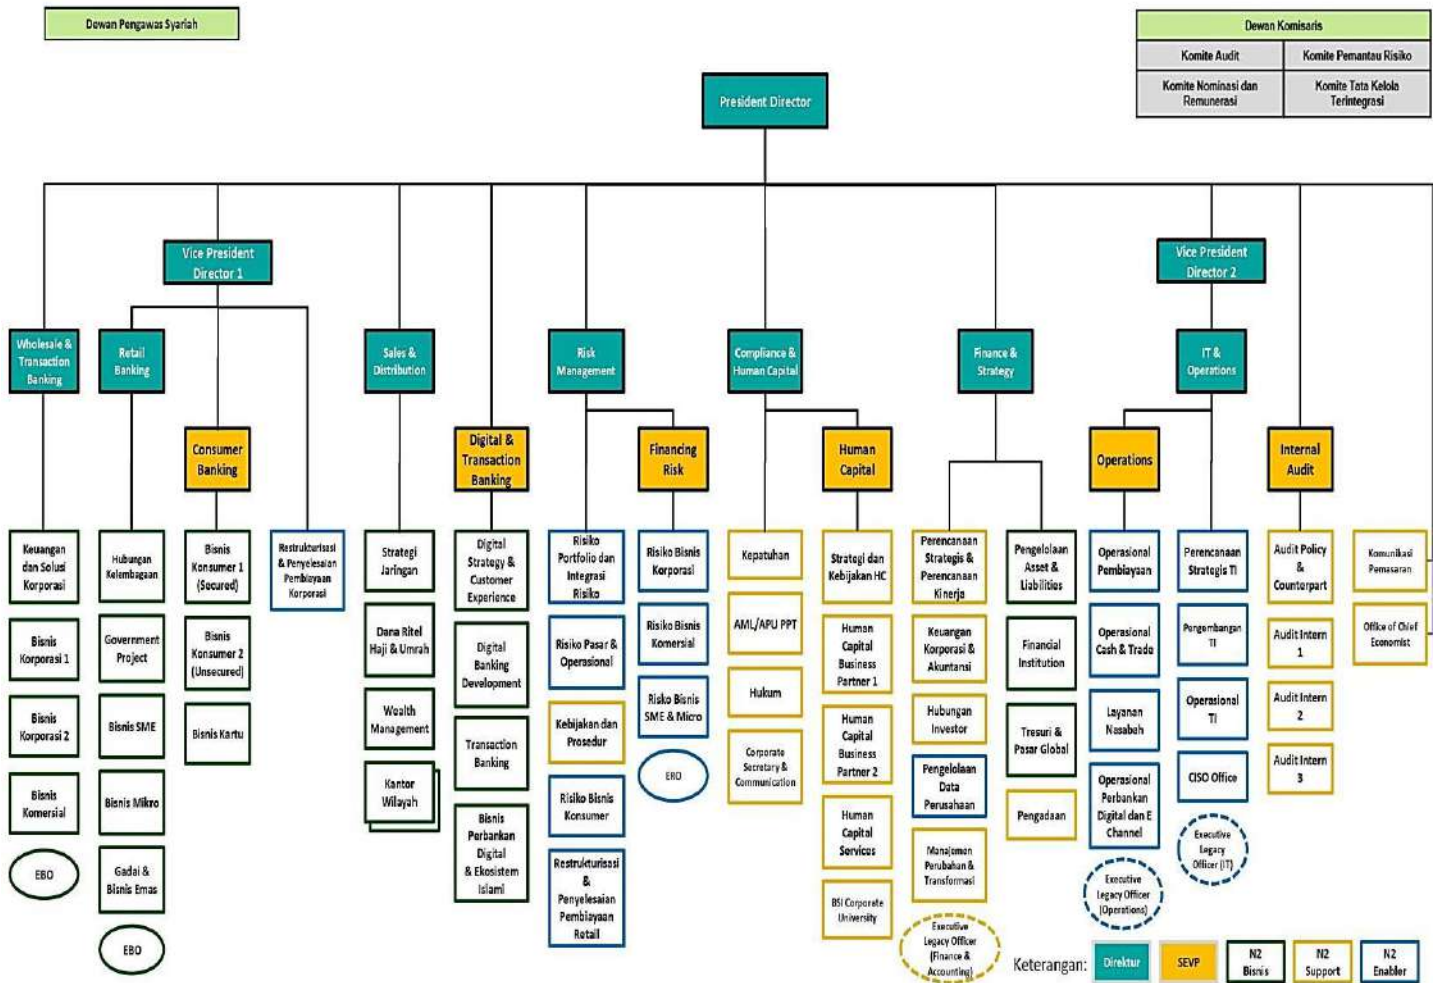 Dewan Pengawas Syariah
Dewan Komisaris
Komite Audit
Komite Pemantau Risiko
Komite Nominasi dan
Remunerasi
Komite Tata Kelola
Terintegrasi
President Director
Vice President
Director 1
Vice President
Director 2
Wholesale &
Transaction
Banking
Retail
Banking
Sales &
Distribution
Risk
Management
Compliance &
Human Capital
Finance &
Strategy
IT &
Operations
Consumer
Banking
Digital &
Transaction
Banking
Financing
Risk
Human
Capital
Operations
Internal
Audit
Keuangan
dan Solusi
Korporasi
Bisnis
Korporasi 1
Bisnis
Korporasi 2
Bisnis
Komersial
EBO
Hubungan
Kelembagaan
Government
Project
Bisnis SME
Bisnis Mikro
Gadai &
Bisnis Emas
EBO
Bisnis
Konsumer 1
(Secured)
Bisnis
Konsumer 2
(Unsecured)
Bisnis Kartu
Restrukturisasi
& Penyelesaian
Pembiayaan
Korporasi
Strategi
Jaringan
Dana Ritel
Haji & Umrah
Wealth
Management
Kantor
Wilayah
Digital
Strategy &
Customer
Experience
Digital
Banking
Development
Transaction
Banking
Bisnis
Perbankan
Digital
& Ekosistem
Islami
Risiko
Portfolio dan
Integrasi
Risiko
Risiko Pasar &
Operasional
Kebijakan dan
Prosedur
Risiko Bisnis
Konsumer
Restrukturisasi
&
Penyelesaian
Pembiayaan
Retail
Risiko Bisnis
Korporasi
Risiko Bisnis
Komersial
Risko Bisnis
SME & Micro
ERO
Kepatuhan
AML/APU PPT
Hukum
Corporate
Secretary &
Communication
Strategi dan
Kebijakan HC
Human
Capital
Business
Partner 1
Human
Capital
Business
Partner 2
Human
Capital
Services
BSI Corporate
University
Perencanaan
Strategis &
Perencanaan
Kinerja
Keuangan
Korporasi &
Akuntansi
Hubungan
Investor
Pengelolaan
Data
Perusahaan
Manajemen
Perubahan &
Transformasi
Executive
Legacy Officer
(Finance &
Accounting)
Pengelolaan
Asset &
Liabilities
Financial
Institution
Tresuri &
Pasar Global
Pengadaan
Operasional
Pembiayaan
Operasional
Cash & Trade
Layanan
Nasabah
Operasional
Perbankan
Digital dan E
Channel
Executive
Legacy Officer
(Operations)
Perencanaan
Strategis TI
Pengembangan
TI
Operasional
TI
CISO Office
Executive
Legacy
Officer (IT)
Audit Policy
&
Counterpart
Audit Intern
1
Audit Intern
2
Audit Intern
3
Komunikasi
Pemasaran
Office of Chief
Economist
Keterangan:
Direktur
SEVP
N2
Bisnis
N2
Support
N2
Enabler